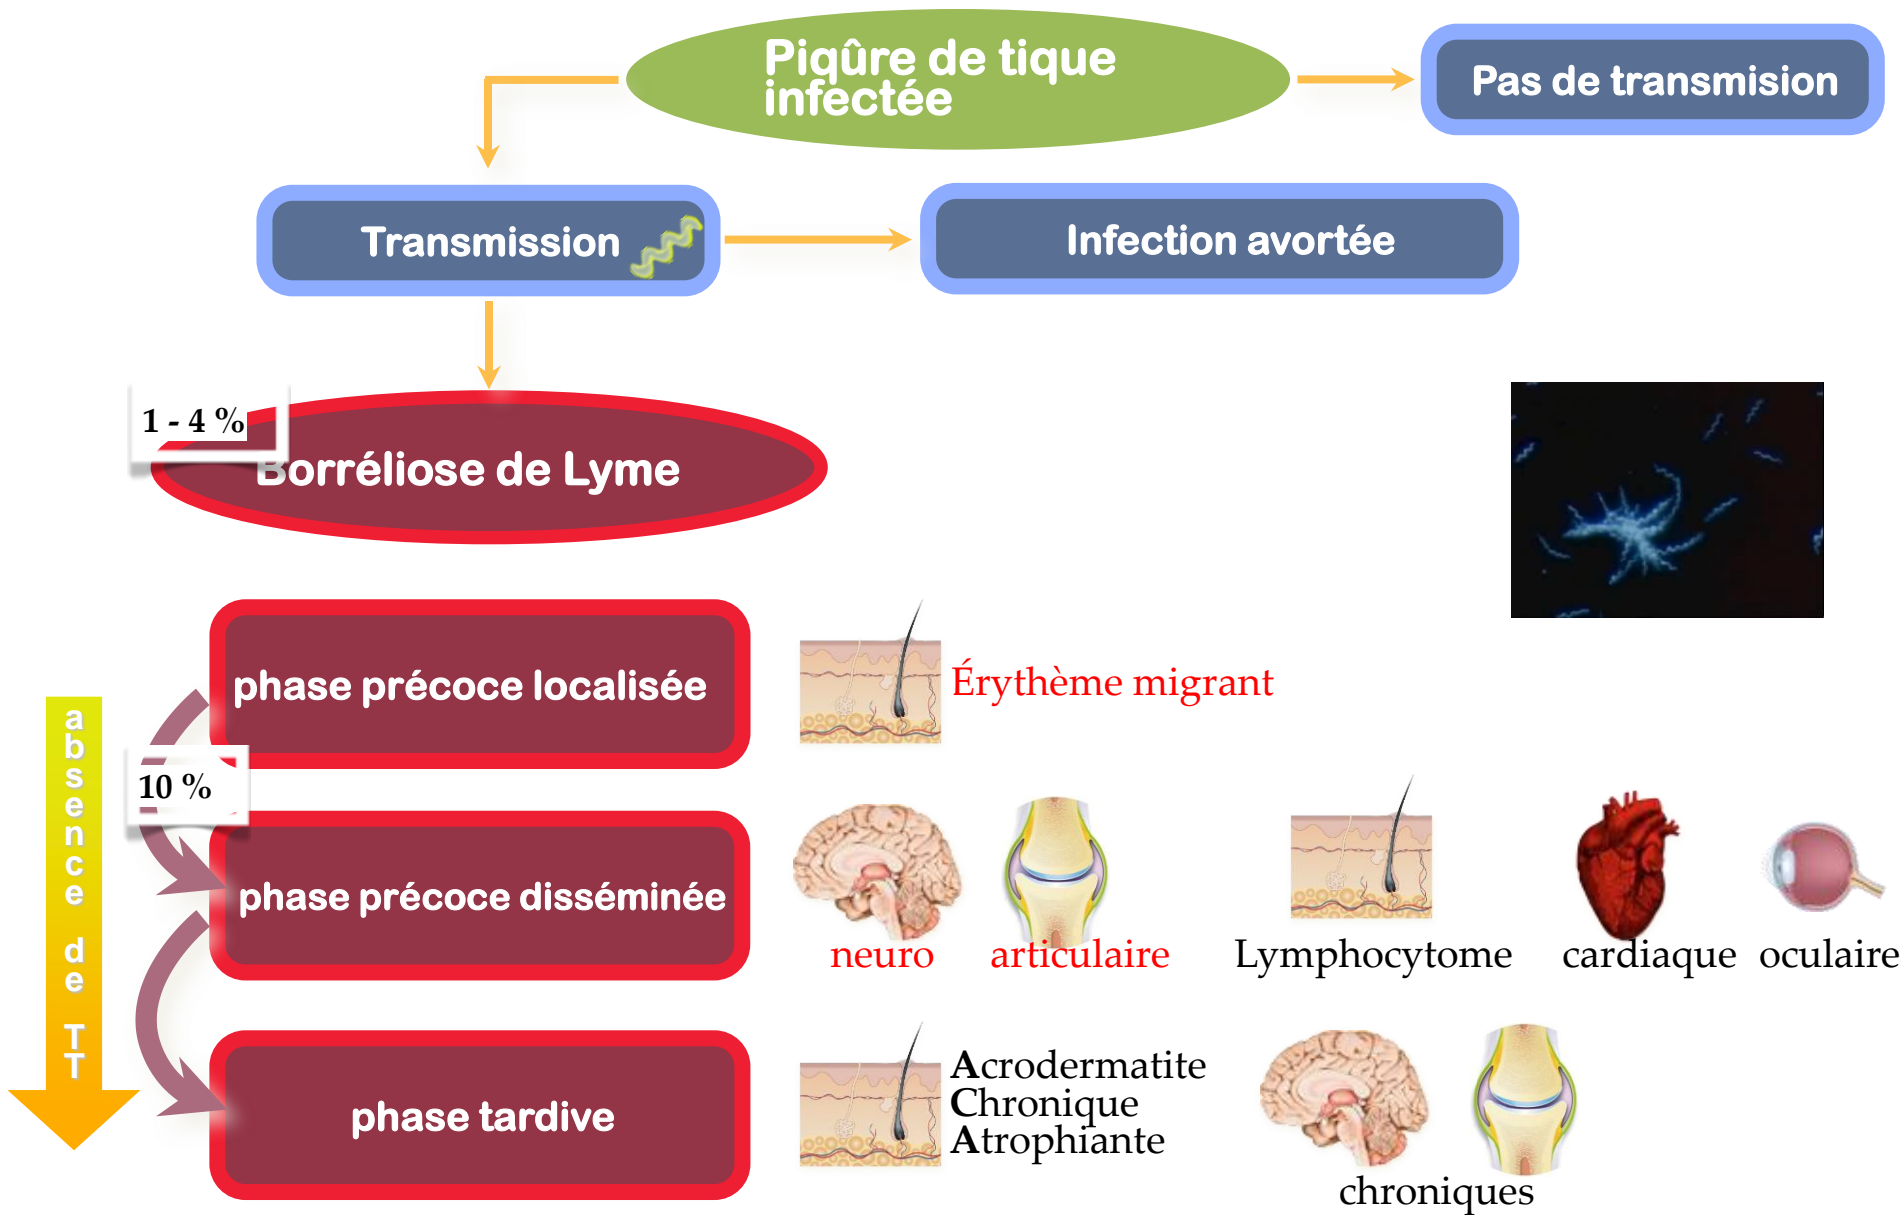 Piqûre de tique
infectée
Pas de transmision
Transmission
Infection avortée
1 - 4 %
Borréliose de Lyme
phase précoce localisée
Érythème migrant
absence de TT
10 %
phase précoce disséminée
neuro
articulaire
Lymphocytome
cardiaque
oculaire
phase tardive
Acrodermatite
Chronique
Atrophiante
chroniques